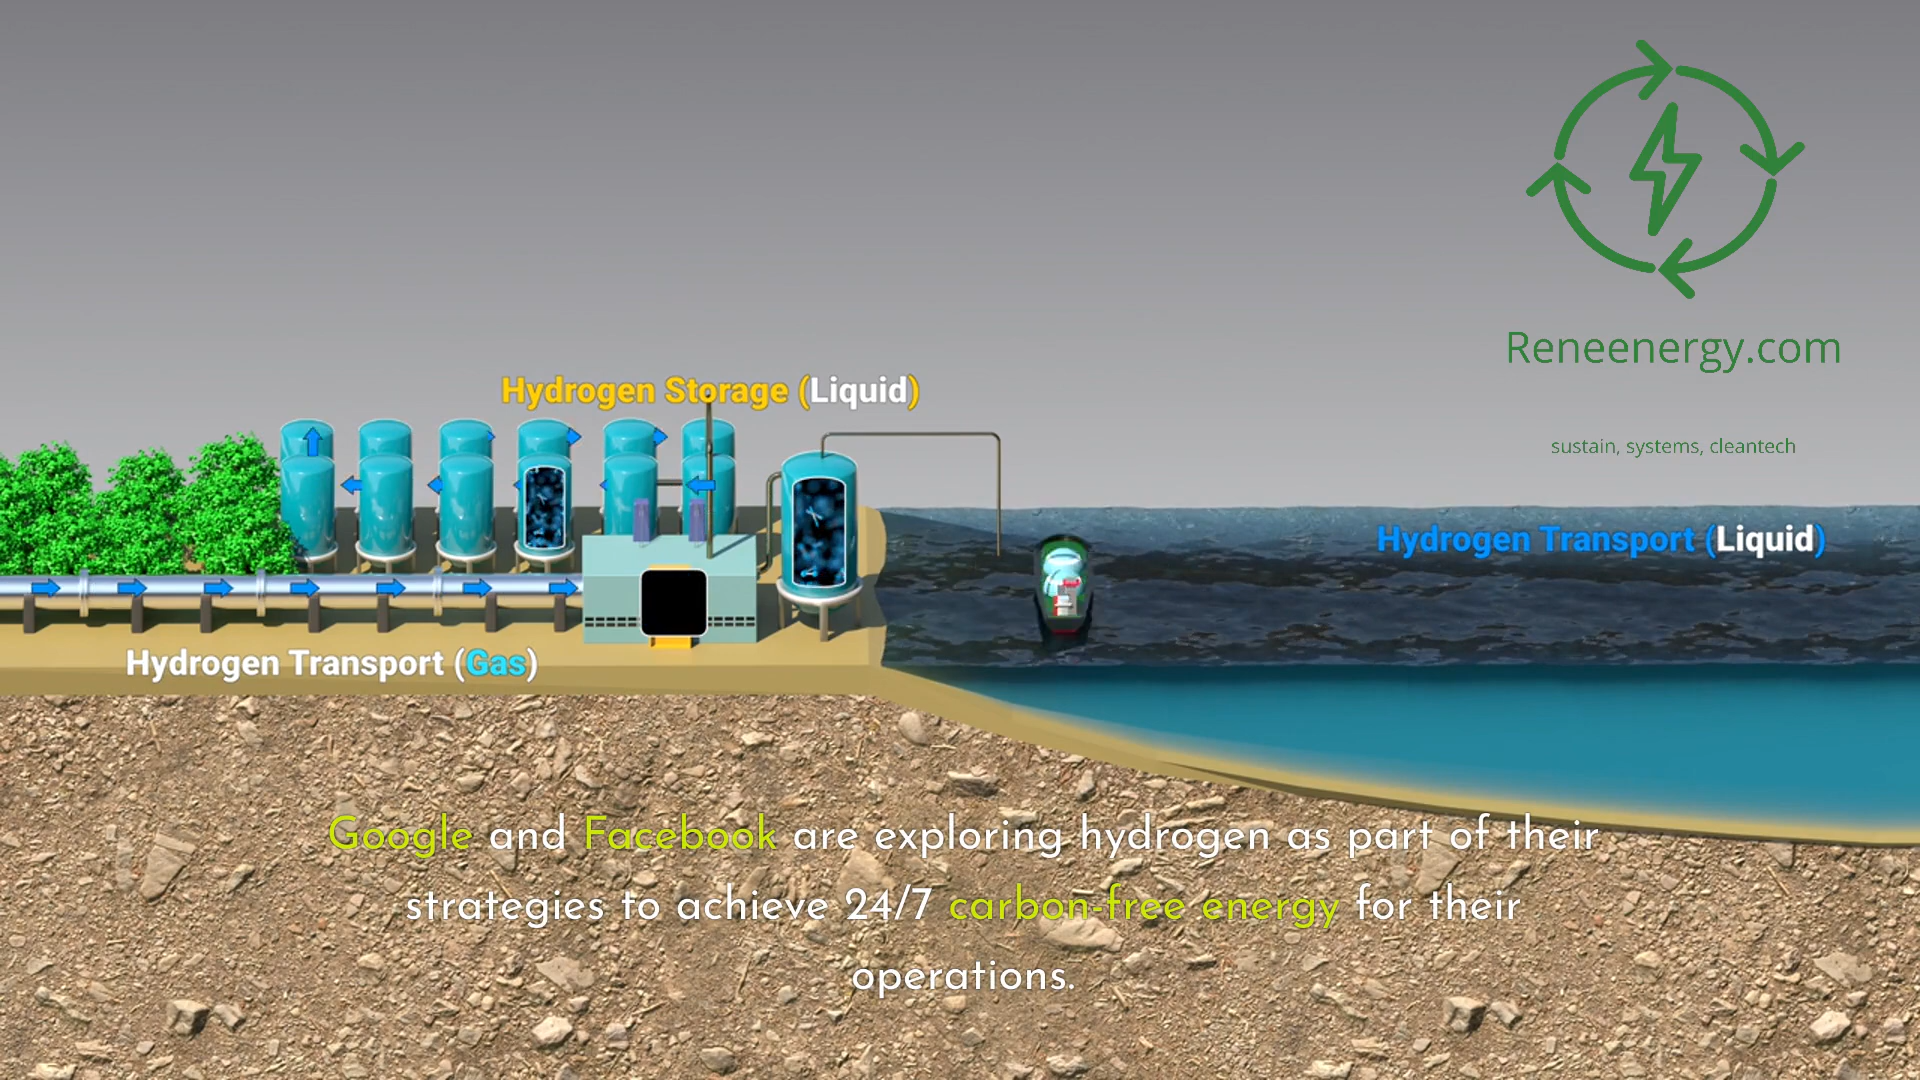 Reneenergy.com
sustain, systems, cleantech
Hydrogen Storage (Liquid)
Hydrogen Transport (Liquid)
Hydrogen Transport (Gas)
Google and Facebook are exploring hydrogen as part of their
strategies to achieve 24/7 carbon-free energy for their
operations.